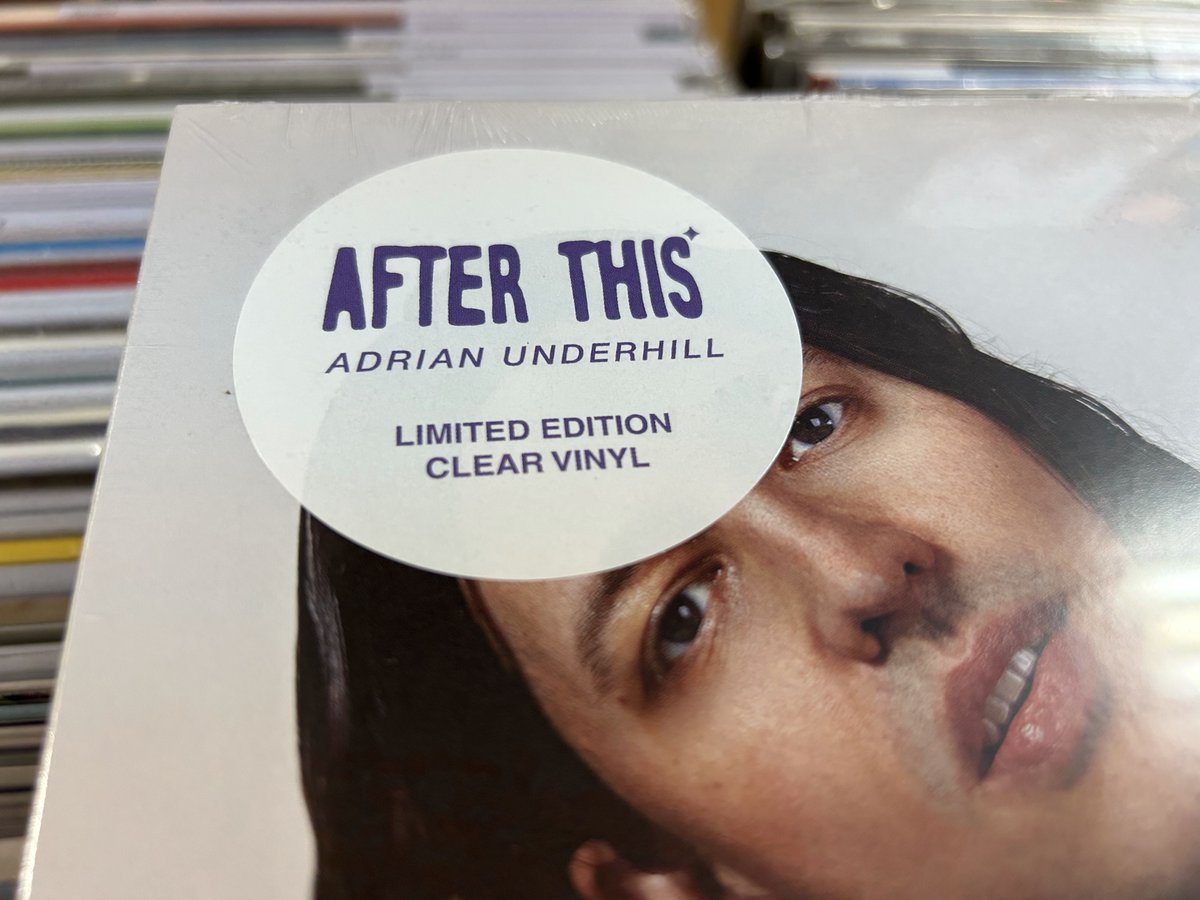 AFTER THIS
ADRIAN UNDERHILL
LIMITED EDITION
CLEAR VINYL